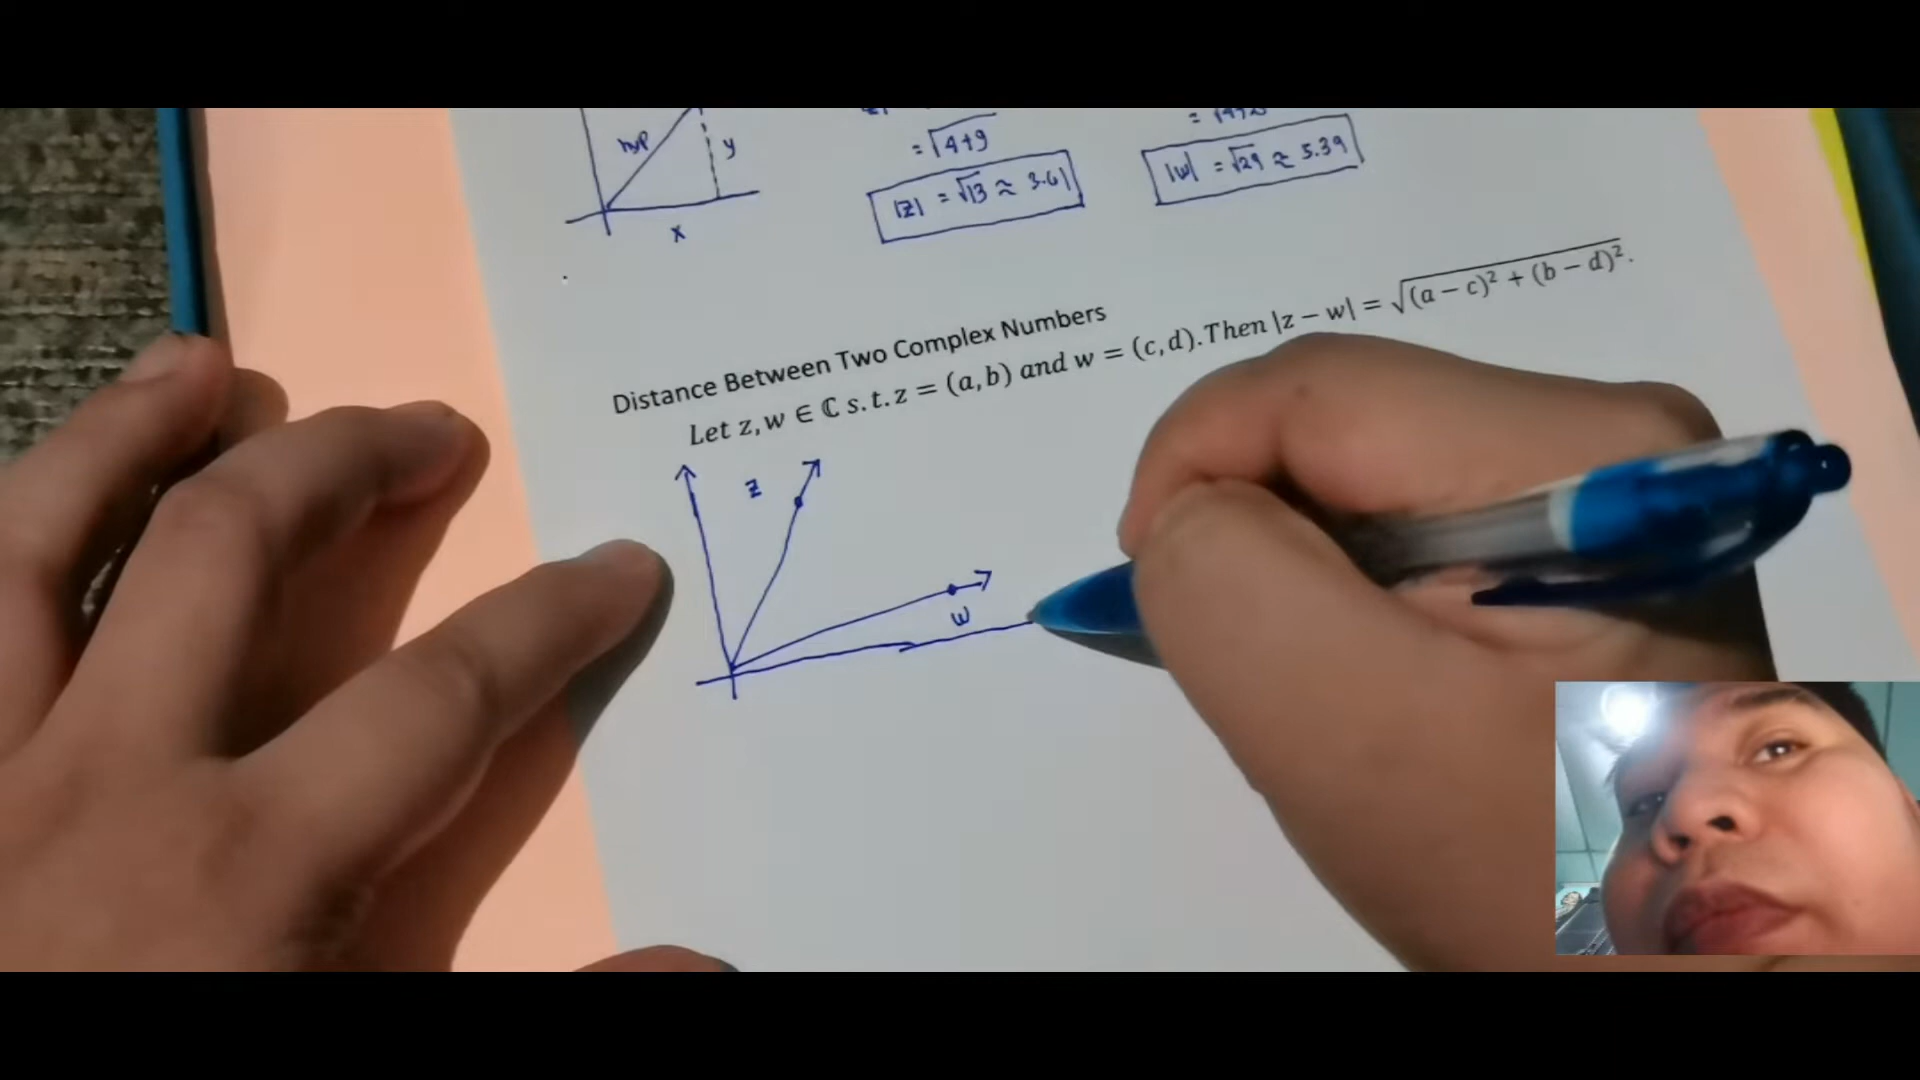 hyp
y
x
= √4+9
|z| = √13 ≈ 3.61
|w| = √29 ≈ 5.39
Distance Between Two Complex Numbers
Let z, w ∈ ℂ s.t. z = (a, b) and w = (c, d). Then |z − w| = √(a − c)² + (b − d)².
z
w